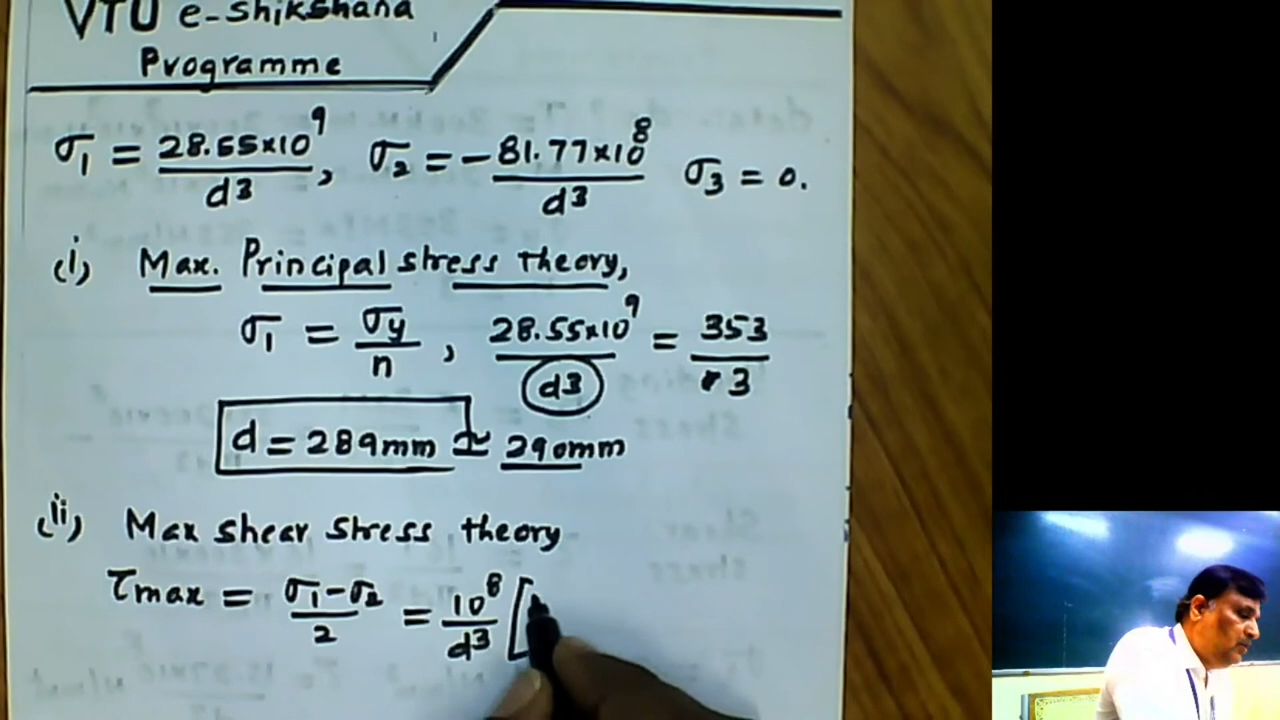 VTU e-Shikshana
Programme
σ1 = 28.55×10^9 / d3, σ2 = -81.77×10^8 / d3 σ3 = 0.
(i) Max. Principal stress theory,
σ1 = σy / n, 28.55×10^9 / d3 = 353 / 3
d = 289mm ≃ 290mm
(ii) Max shear stress theory
τmax = σ1-σ2 / 2 = 10^8 / d3 [